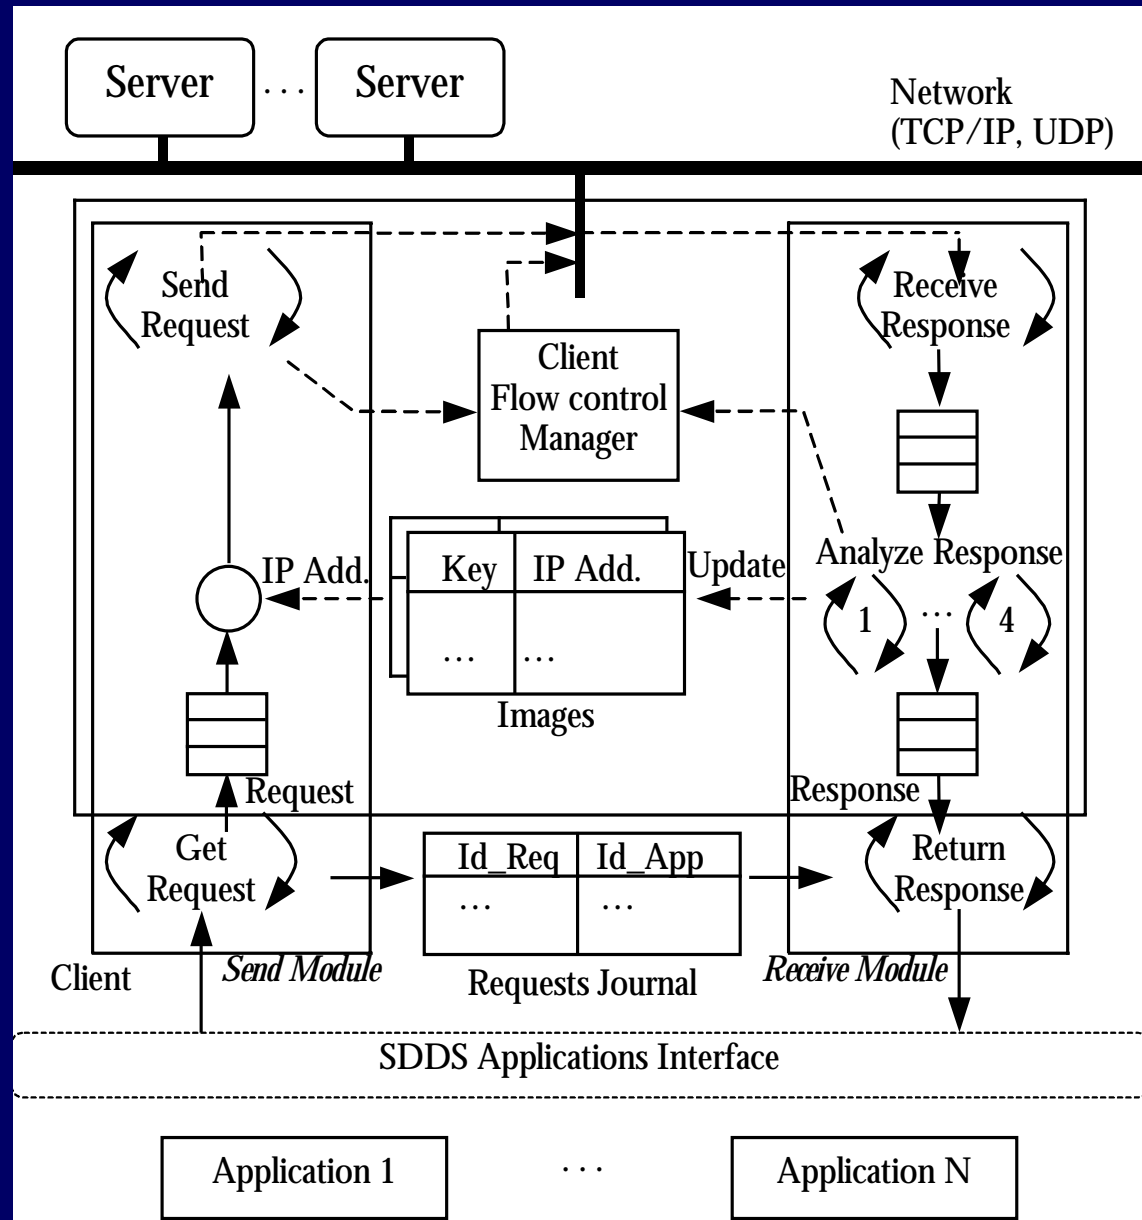 Server ... Server
Network
(TCP/IP, UDP)
Send
Request
Receive
Response
Client
Flow control
Manager
Analyze Response
IP Add.
Key IP Add.
Update
... ...
1 ... 4
Images
Request
Response
Get
Request
Id_Req Id_App
... ...
Return
Response
Client
Send Module
Requests Journal
Receive Module
SDDS Applications Interface
Application 1 ... Application N